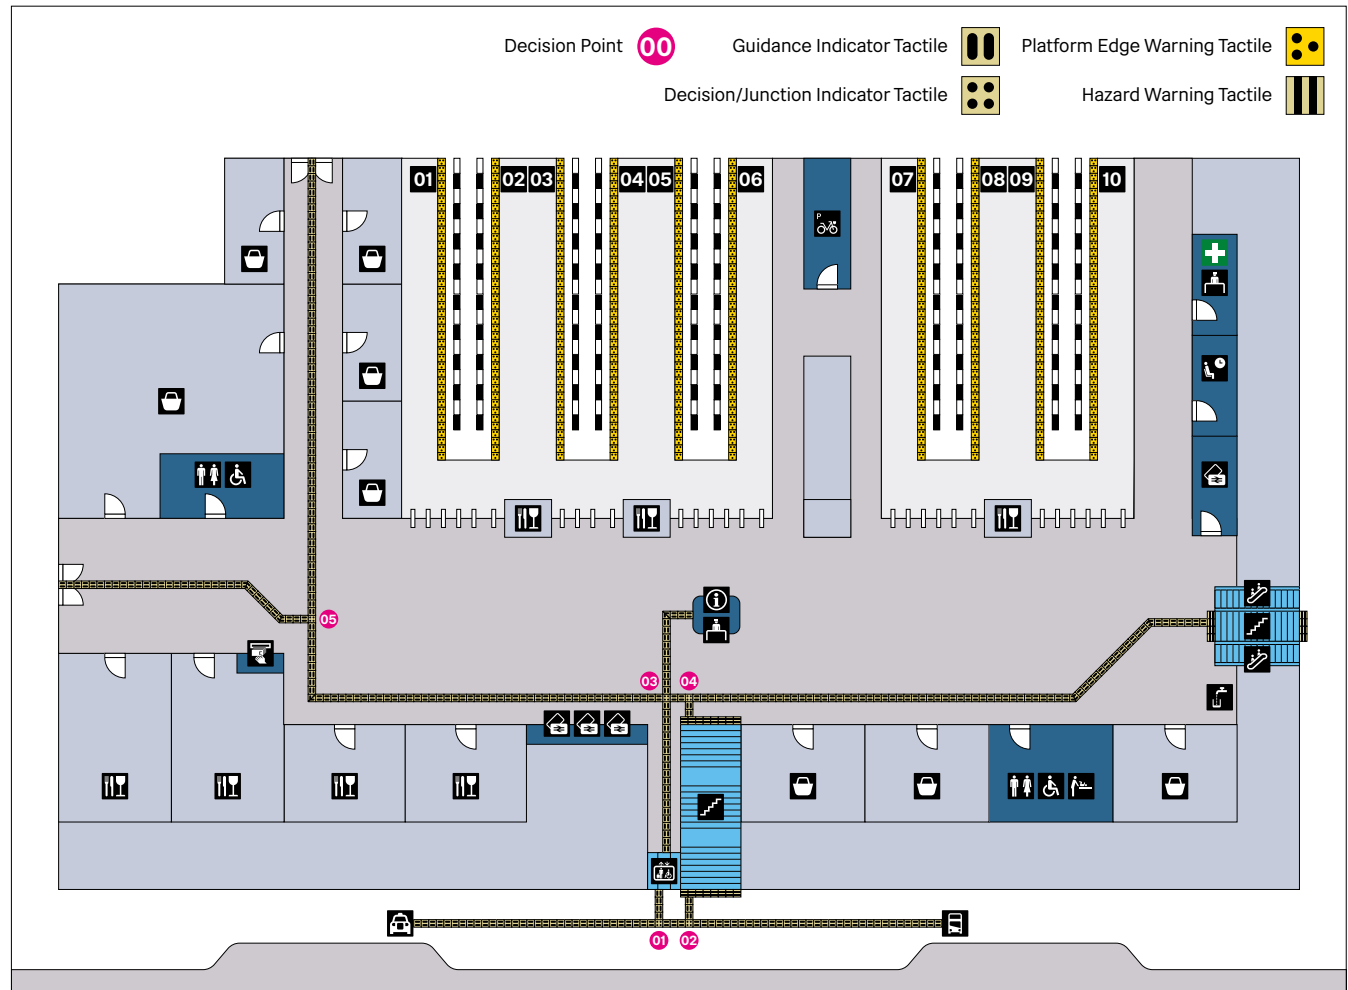 Decision Point 00 Guidance Indicator Tactile Platform Edge Warning Tactile
Decision/Junction Indicator Tactile Hazard Warning Tactile
01 02 03 04 05 06 07 08 09 10
P
05
03 04
01 02